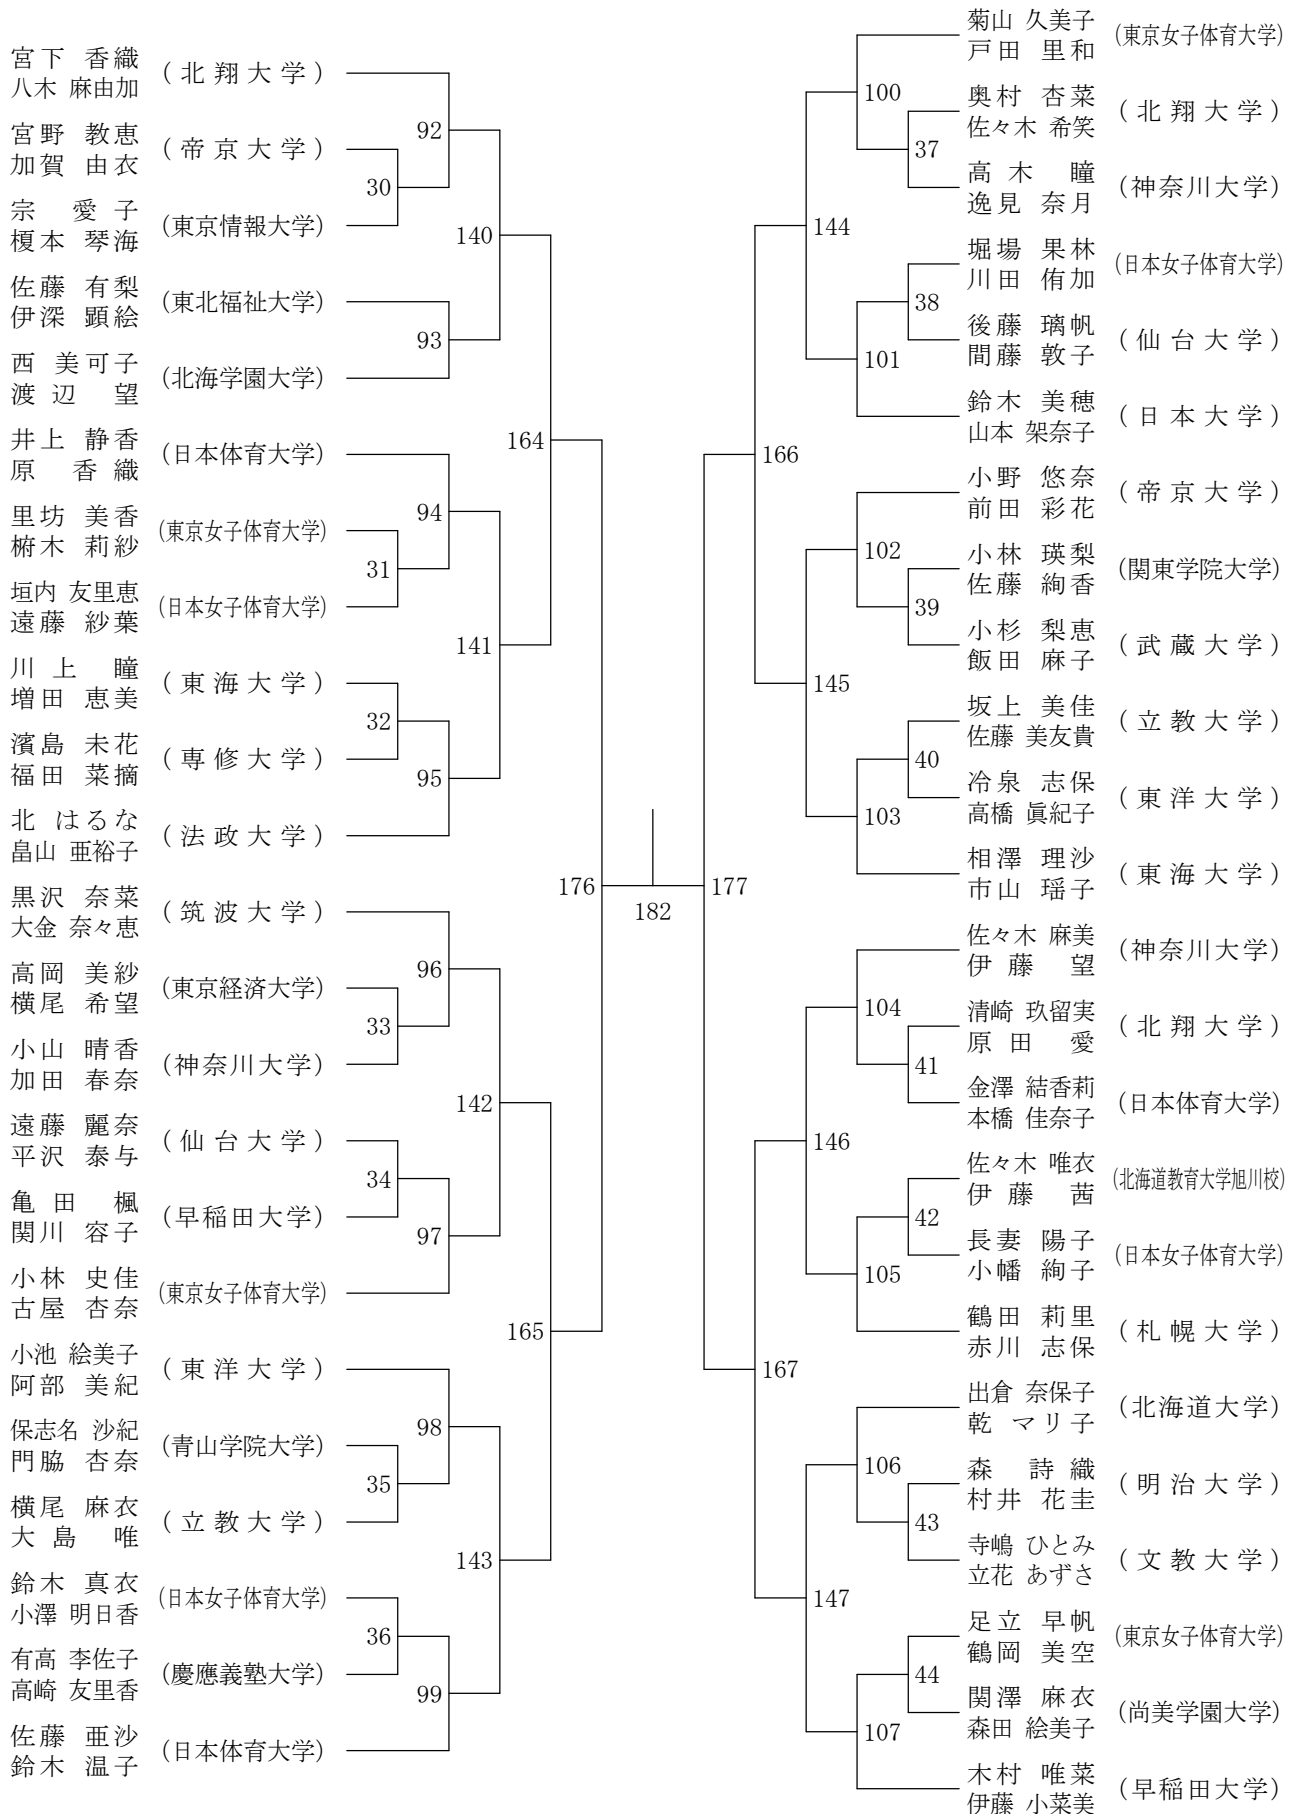 宮下 香織
八木 麻由加
(北翔大学)
宮野 教恵
加賀 由衣
(帝京大学)
宗 愛子
榎本 琴海
(東京情報大学)
佐藤 有梨
伊深 顕絵
(東北福祉大学)
西 美可子
渡辺 望
(北海学園大学)
井上 静香
原 香織
(日本体育大学)
里坊 美香
椨木 莉紗
(東京女子体育大学)
垣内 友里恵
遠藤 紗葉
(日本女子体育大学)
川上 瞳
増田 恵美
(東海大学)
濱島 未花
福田 菜摘
(専修大学)
北 はるな
畠山 亜裕子
(法政大学)
黒沢 奈菜
大金 奈々恵
(筑波大学)
高岡 美紗
横尾 希望
(東京経済大学)
小山 晴香
加田 春奈
(神奈川大学)
遠藤 麗奈
平沢 泰与
(仙台大学)
亀田 楓
関川 容子
(早稲田大学)
小林 史佳
古屋 杏奈
(東京女子体育大学)
小池 絵美子
阿部 美紀
(東洋大学)
保志名 沙紀
門脇 杏奈
(青山学院大学)
横尾 麻衣
大島 唯
(立教大学)
鈴木 真衣
小澤 明日香
(日本女子体育大学)
有高 李佐子
高崎 友里香
(慶應義塾大学)
佐藤 亜沙
鈴木 温子
(日本体育大学)
30
31
32
33
34
35
36
92
93
94
95
96
97
98
99
140
141
142
143
164
165
176
182
177
166
167
144
145
146
147
100
101
102
103
104
105
106
107
37
38
39
40
41
42
43
44
菊山 久美子
戸田 里和
(東京女子体育大学)
奥村 杏菜
佐々木 希笑
(北翔大学)
高木 瞳
逸見 奈月
(神奈川大学)
堀場 果林
川田 侑加
(日本女子体育大学)
後藤 璃帆
間藤 敦子
(仙台大学)
鈴木 美穂
山本 架奈子
(日本大学)
小野 悠奈
前田 彩花
(帝京大学)
小林 瑛梨
佐藤 絢香
(関東学院大学)
小杉 梨恵
飯田 麻子
(武蔵大学)
坂上 美佳
佐藤 美友貴
(立教大学)
冷泉 志保
高橋 眞紀子
(東洋大学)
相澤 理沙
市山 瑶子
(東海大学)
佐々木 麻美
伊藤 望
(神奈川大学)
清崎 玖留実
原田 愛
(北翔大学)
金澤 結香莉
本橋 佳奈子
(日本体育大学)
佐々木 唯衣
伊藤 茜
(北海道教育大学旭川校)
長妻 陽子
小幡 絢子
(日本女子体育大学)
鶴田 莉里
赤川 志保
(札幌大学)
出倉 奈保子
乾 マリ子
(北海道大学)
森 詩織
村井 花圭
(明治大学)
寺嶋 ひとみ
立花 あずさ
(文教大学)
足立 早帆
鶴岡 美空
(東京女子体育大学)
関澤 麻衣
森田 絵美子
(尚美学園大学)
木村 唯菜
伊藤 小菜美
(早稲田大学)